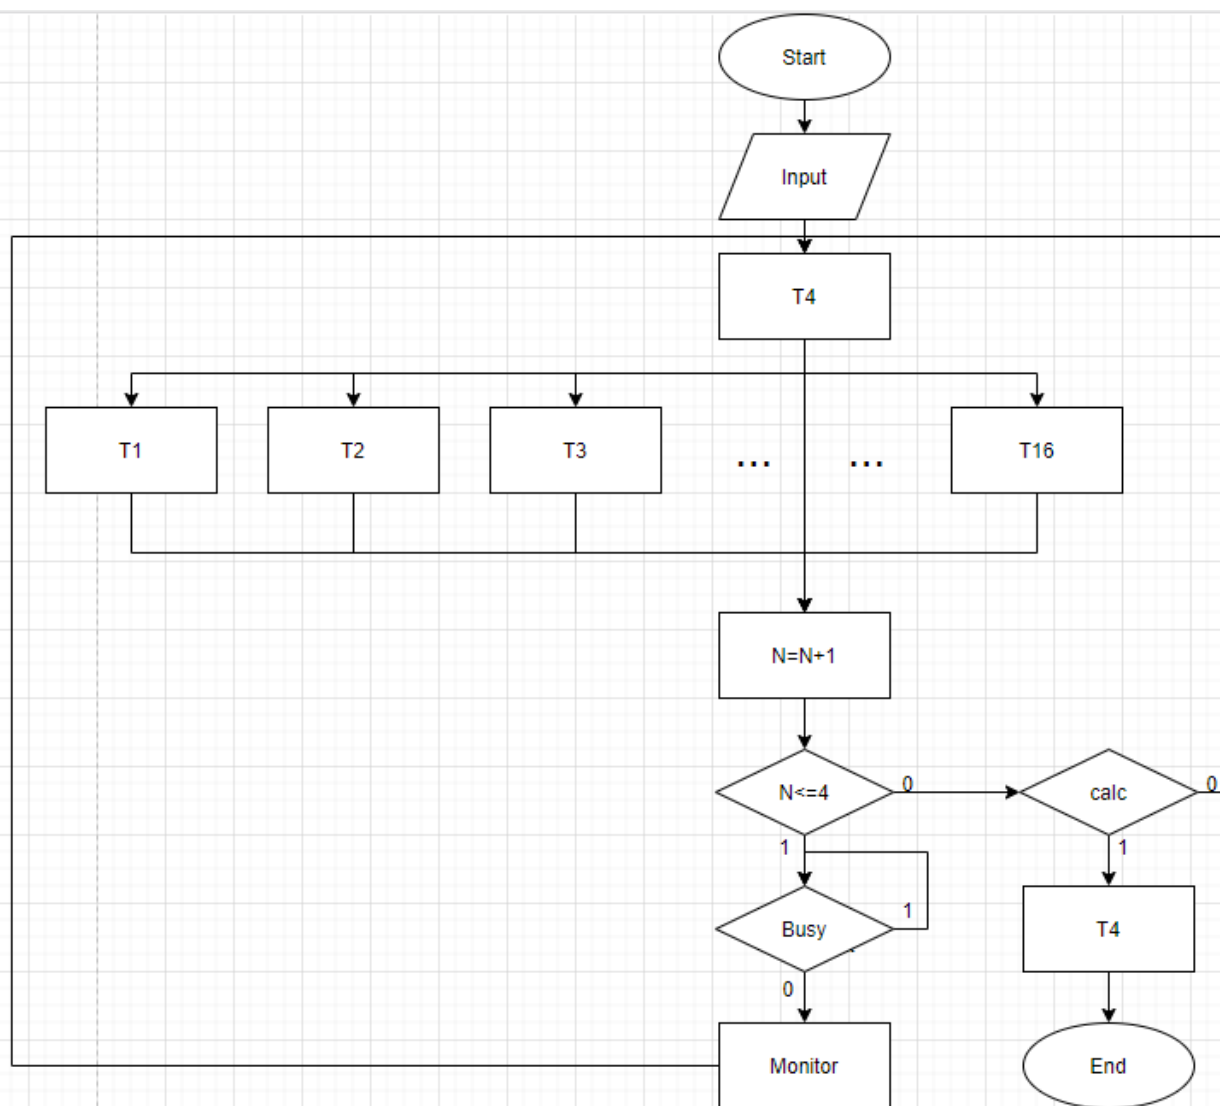 Start
Input
T4
T1
T2
T3
... ...
T16
N=N+1
N<=4
0
calc
0
1
1
Busy
1
T4
0
Monitor
End